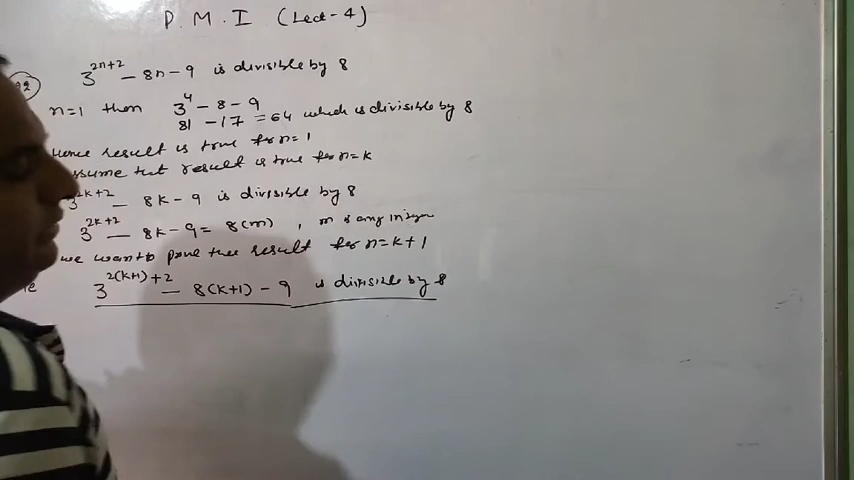 P. M. I (Lect-4)
3^{2n+2} - 8n - 9 is divisible by 8
n=1 then 3^4 - 8 - 9
81 - 17 = 64 which is divisible by 8
Hence result is true for n=1
assume that result is true for n=k
3^{2k+2} - 8k - 9 is divisible by 8
3^{2k+2} - 8k - 9 = 8(m), m is any integer
we want to prove the result for n=k+1
3^{2(k+1)+2} - 8(k+1) - 9 is divisible by 8